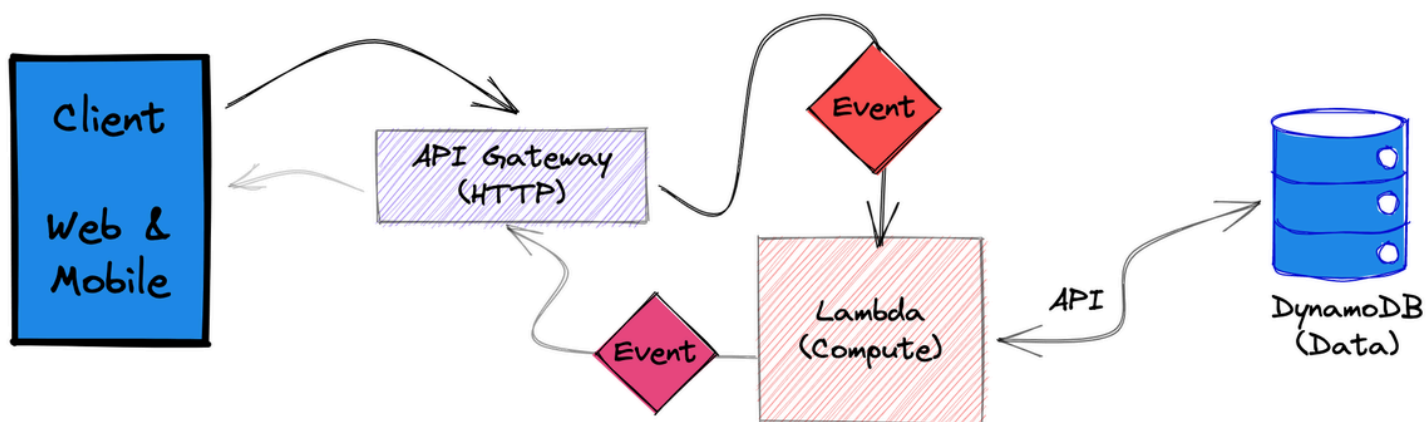 Client
Web &
Mobile
API Gateway
(HTTP)
Event
Event
Lambda
(Compute)
API
DynamoDB
(Data)